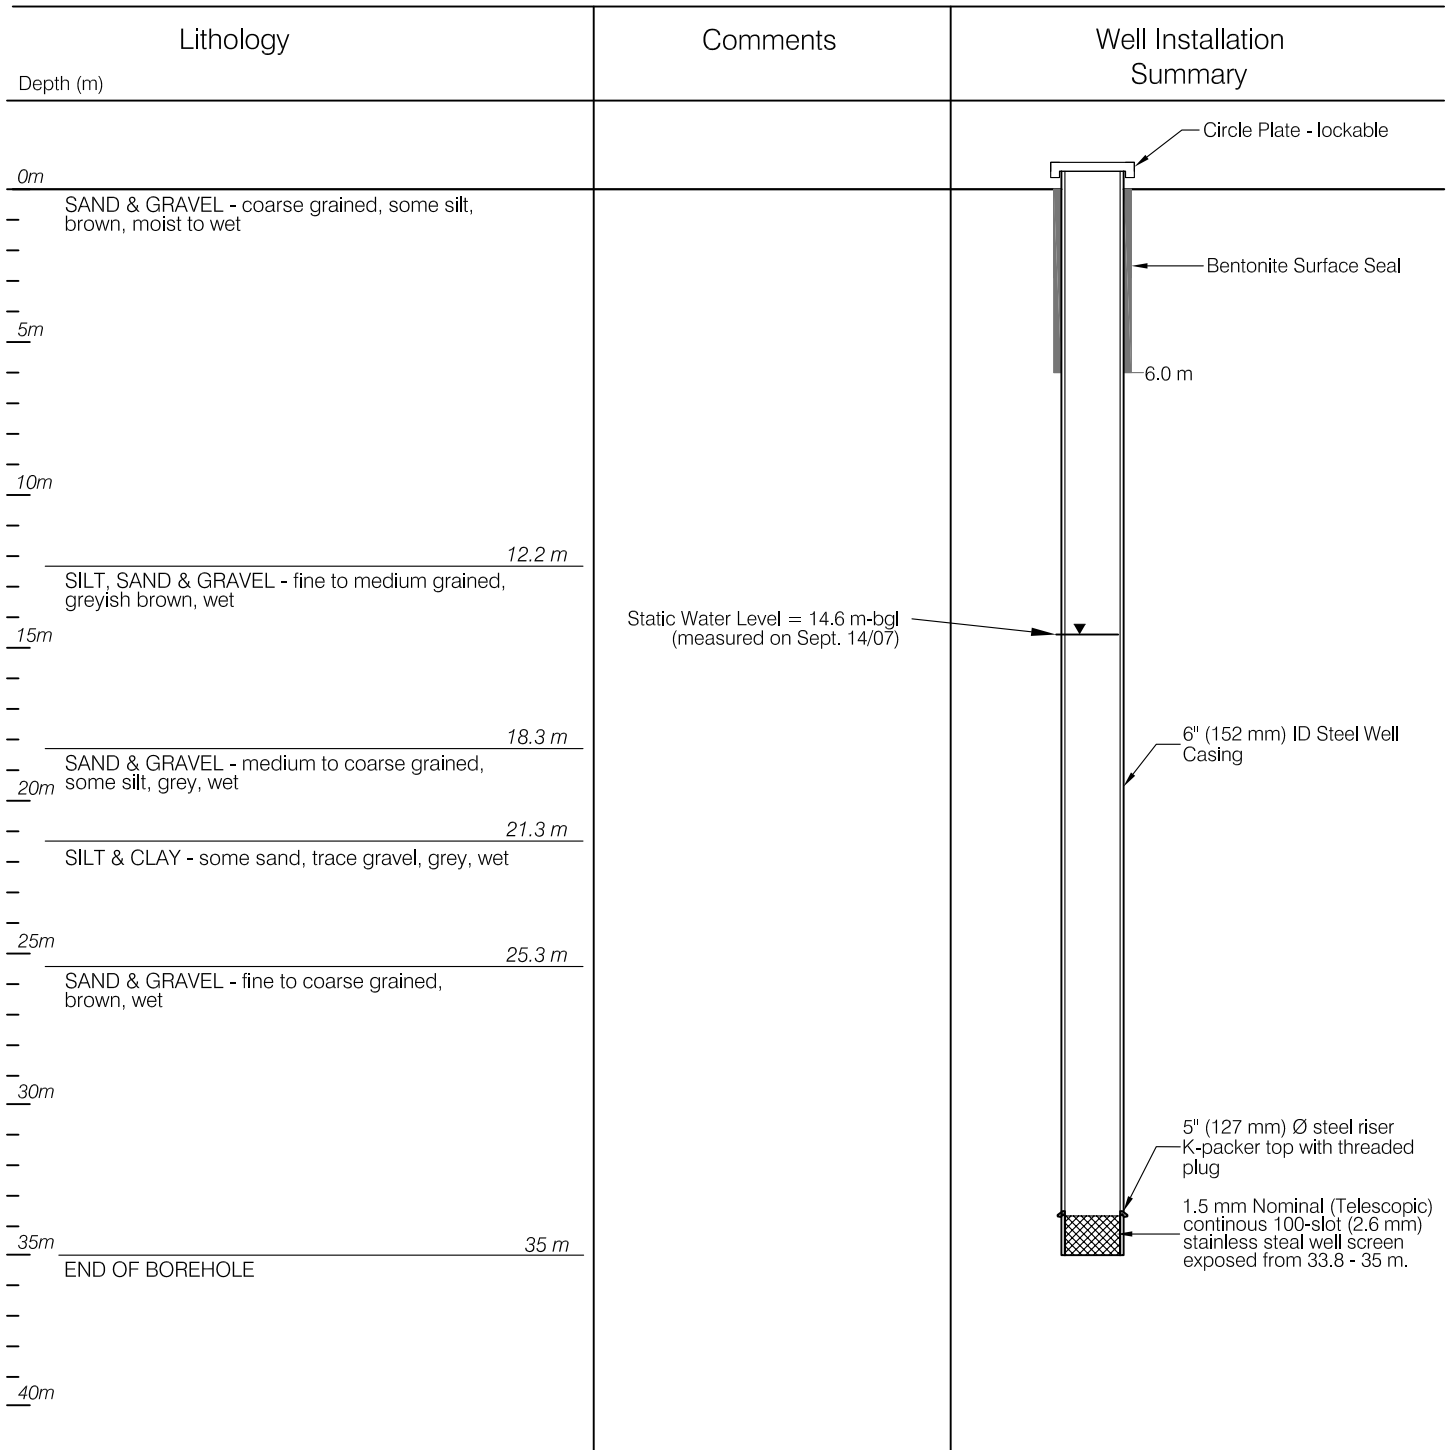 Lithology
Comments
Well Installation
Summary
Depth (m)
Circle Plate - lockable
0m
SAND & GRAVEL - coarse grained, some silt,
brown, moist to wet
Bentonite Surface Seal
5m
6.0 m
10m
12.2 m
SILT, SAND & GRAVEL - fine to medium grained,
greyish brown, wet
Static Water Level = 14.6 m-bgl
(measured on Sept. 14/07)
15m
18.3 m
6" (152 mm) ID Steel Well
Casing
SAND & GRAVEL - medium to coarse grained,
some silt, grey, wet
20m
21.3 m
SILT & CLAY - some sand, trace gravel, grey, wet
25m
25.3 m
SAND & GRAVEL - fine to coarse grained,
brown, wet
30m
5" (127 mm) Ø steel riser
K-packer top with threaded
plug
1.5 mm Nominal (Telescopic)
continous 100-slot (2.6 mm)
stainless steal well screen
exposed from 33.8 - 35 m.
35m
35 m
END OF BOREHOLE
40m